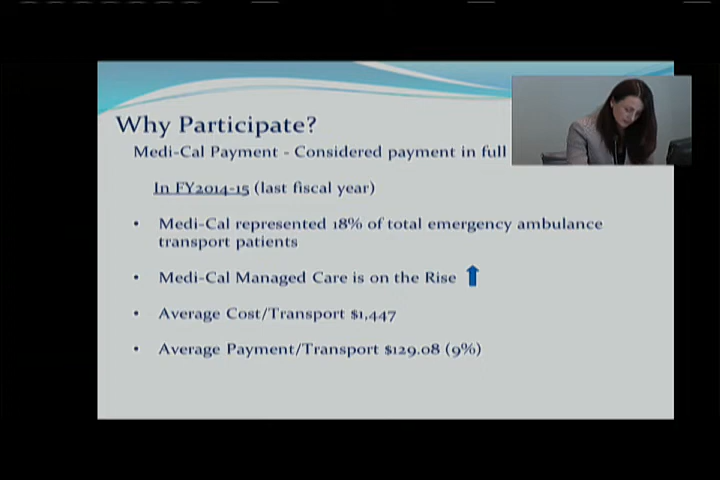 Why Participate?
Medi-Cal Payment - Considered payment in full
In FY2014-15 (last fiscal year)
• Medi-Cal represented 18% of total emergency ambulance
transport patients
• Medi-Cal Managed Care is on the Rise
• Average Cost/Transport $1,447
• Average Payment/Transport $129.08 (9%)